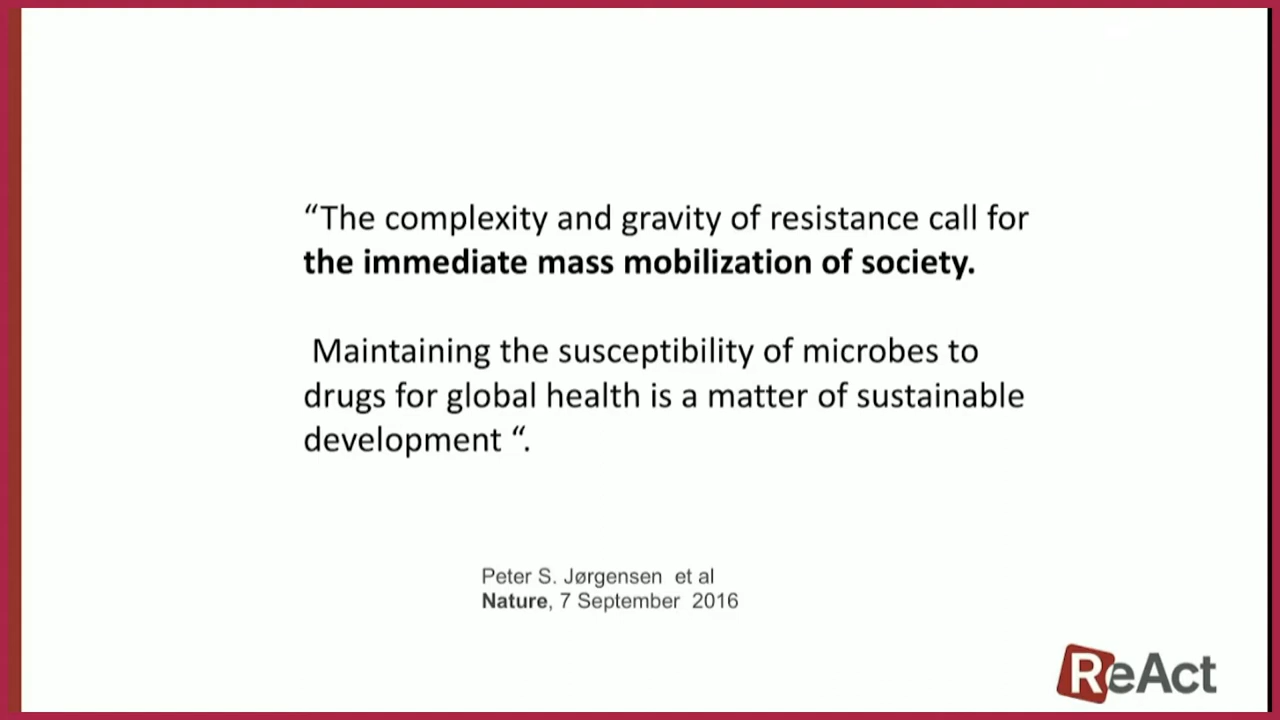 “The complexity and gravity of resistance call for
the immediate mass mobilization of society.
Maintaining the susceptibility of microbes to
drugs for global health is a matter of sustainable
development “.
Peter S. Jørgensen et al
Nature, 7 September 2016
ReAct